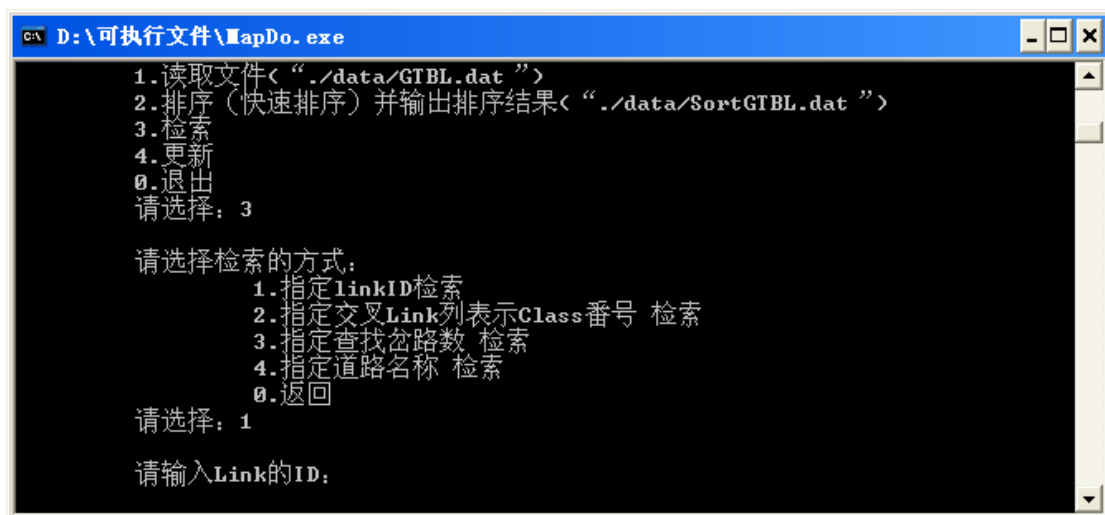 D:\可执行文件\MapDo.exe
1.读取文件(“./data/GTBL.dat ”)
2.排序（快速排序）并输出排序结果(“./data/SortGTBL.dat ”)
3.检索
4.更新
0.退出
请选择：3
请选择检索的方式：
1.指定linkID检索
2.指定交叉Link列表示Class番号 检索
3.指定查找岔路数 检索
4.指定道路名称 检索
0.返回
请选择：1
请输入Link的ID：